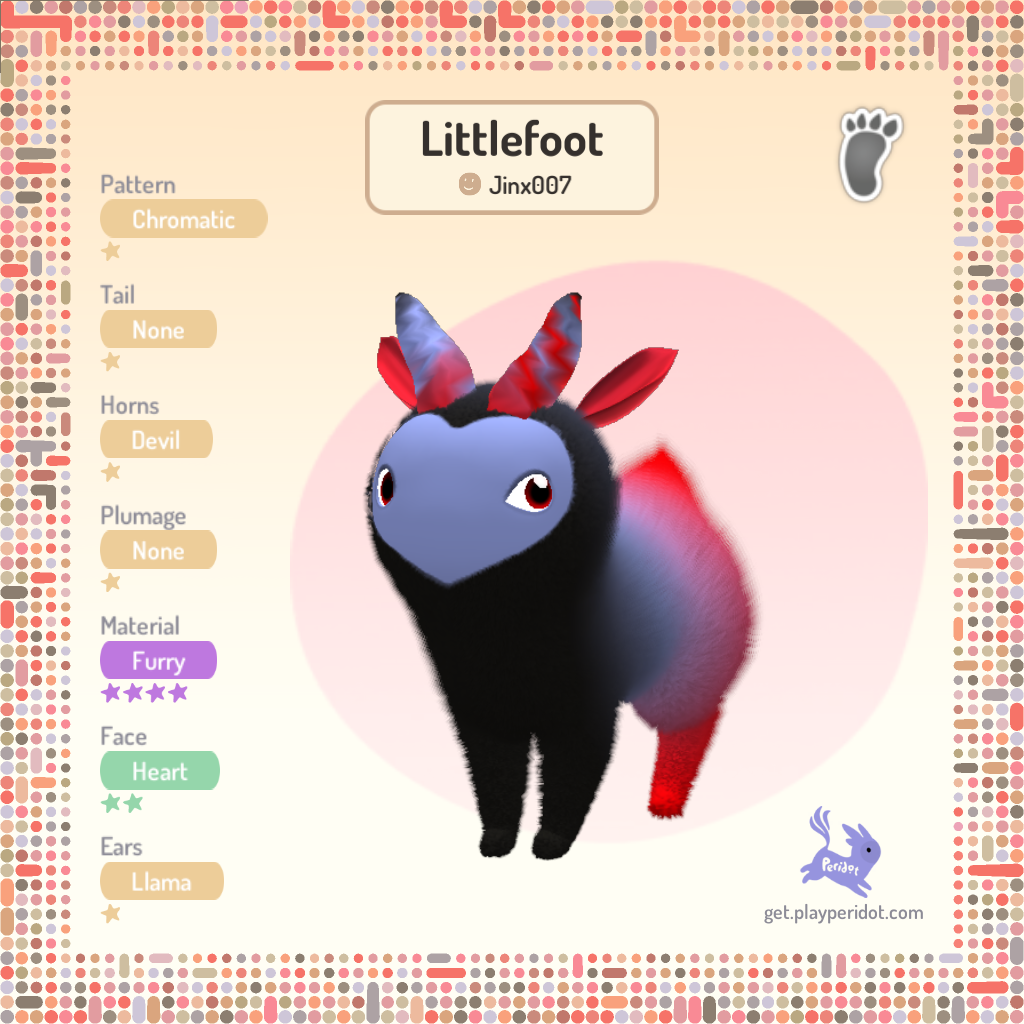 Littlefoot
Jinx007
Pattern
Chromatic
Tail
None
Horns
Devil
Plumage
None
Material
Furry
Face
Heart
Ears
Llama
Peridot
get.playperidot.com